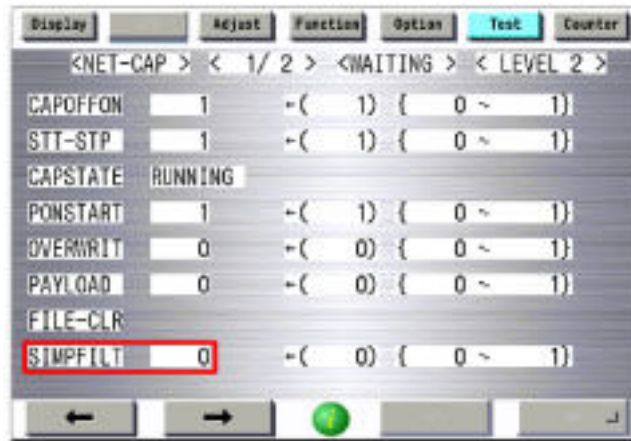 Display Adjust Function Option Test Counter
<NET-CAP > < 1/ 2 > <WAITING > < LEVEL 2 >
CAPOFFON 1 ←( 1) { 0 ~ 1}
STT-STP 1 ←( 1) { 0 ~ 1}
CAPSTATE RUNNING
PONSTART 1 ←( 1) { 0 ~ 1}
OVERWRIT 0 ←( 0) { 0 ~ 1}
PAYLOAD 0 ←( 0) { 0 ~ 1}
FILE-CLR
SIMPFILT 0 ←( 0) { 0 ~ 1}
← →